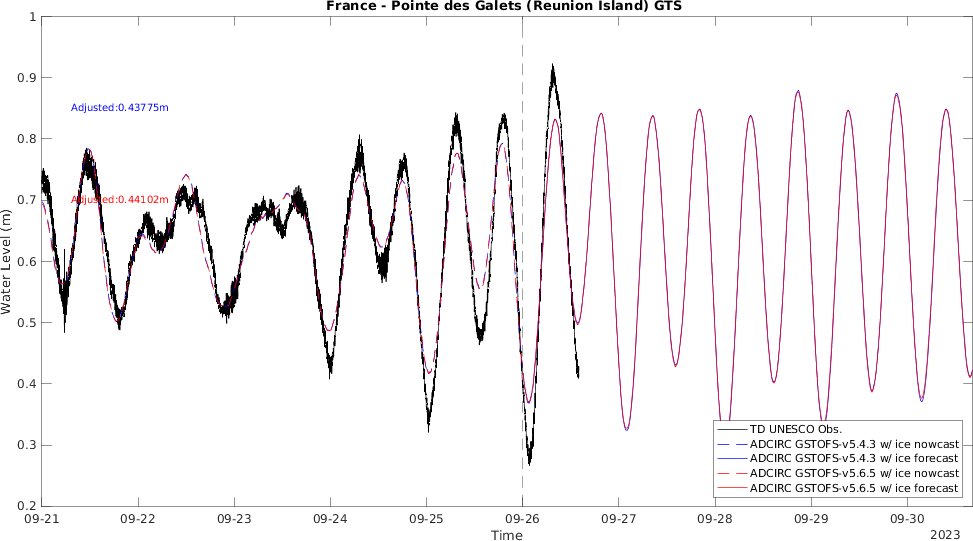 France - Pointe des Galets (Reunion Island) GTS
1
0.9
0.8
0.7
0.6
0.5
0.4
0.3
0.2
Water Level (m)
Adjusted:0.43775m
Adjusted:0.44102m
TD UNESCO Obs.
ADCIRC GSTOFS-v5.4.3 w/ ice nowcast
ADCIRC GSTOFS-v5.4.3 w/ ice forecast
ADCIRC GSTOFS-v5.6.5 w/ ice nowcast
ADCIRC GSTOFS-v5.6.5 w/ ice forecast
09-21 09-22 09-23 09-24 09-25 09-26 09-27 09-28 09-29 09-30
Time
2023